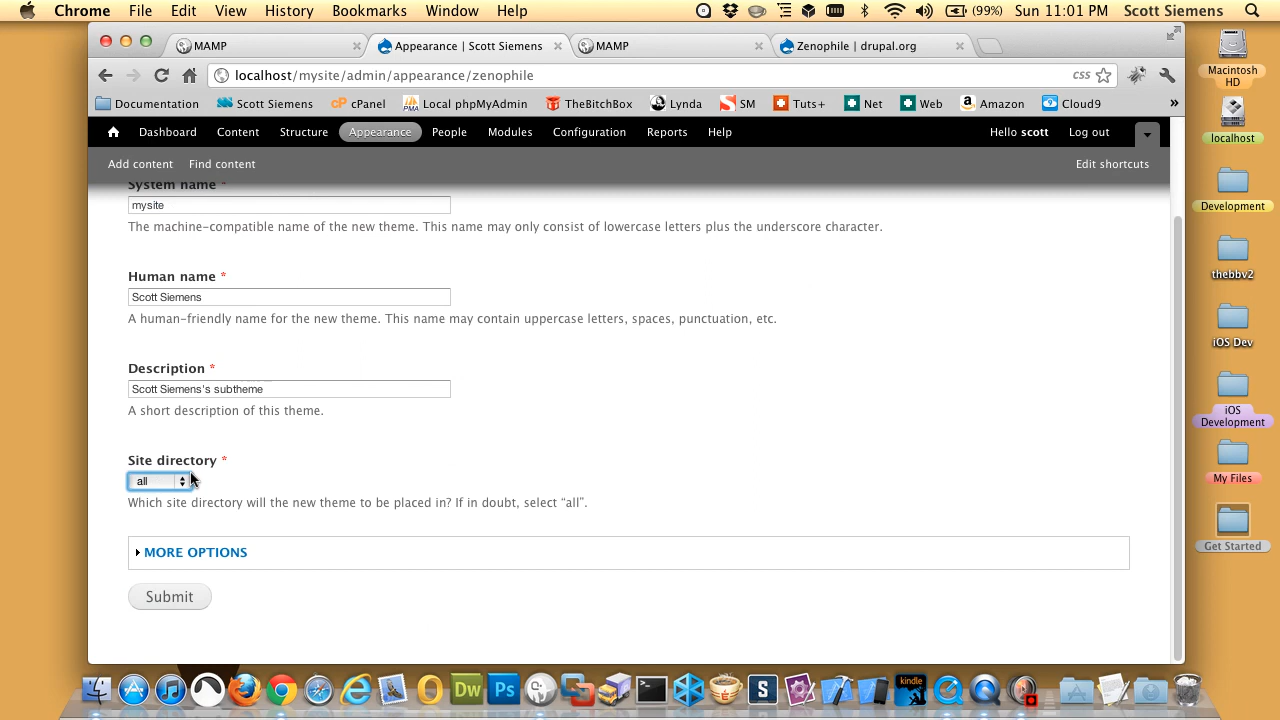 Chrome File Edit View History Bookmarks Window Help (99%) Sun 11:01 PM Scott Siemens
MAMP Appearance | Scott Siemens MAMP Zenophile | drupal.org
localhost/mysite/admin/appearance/zenophile css
Documentation Scott Siemens cPanel Local phpMyAdmin TheBitchBox Lynda SM Tuts+ Net Web Amazon Cloud9 »
Dashboard Content Structure Appearance People Modules Configuration Reports Help Hello scott Log out
Add content Find content Edit shortcuts
System name *
mysite
The machine-compatible name of the new theme. This name may only consist of lowercase letters plus the underscore character.
Human name *
Scott Siemens
A human-friendly name for the new theme. This name may contain uppercase letters, spaces, punctuation, etc.
Description *
Scott Siemens's subtheme
A short description of this theme.
Site directory *
all
Which site directory will the new theme to be placed in? If in doubt, select “all”.
MORE OPTIONS
Submit
Macintosh
HD
localhost
Development
thebbv2
iOS Dev
iOS
Development
My Files
Get Started
Dw Ps S kindle